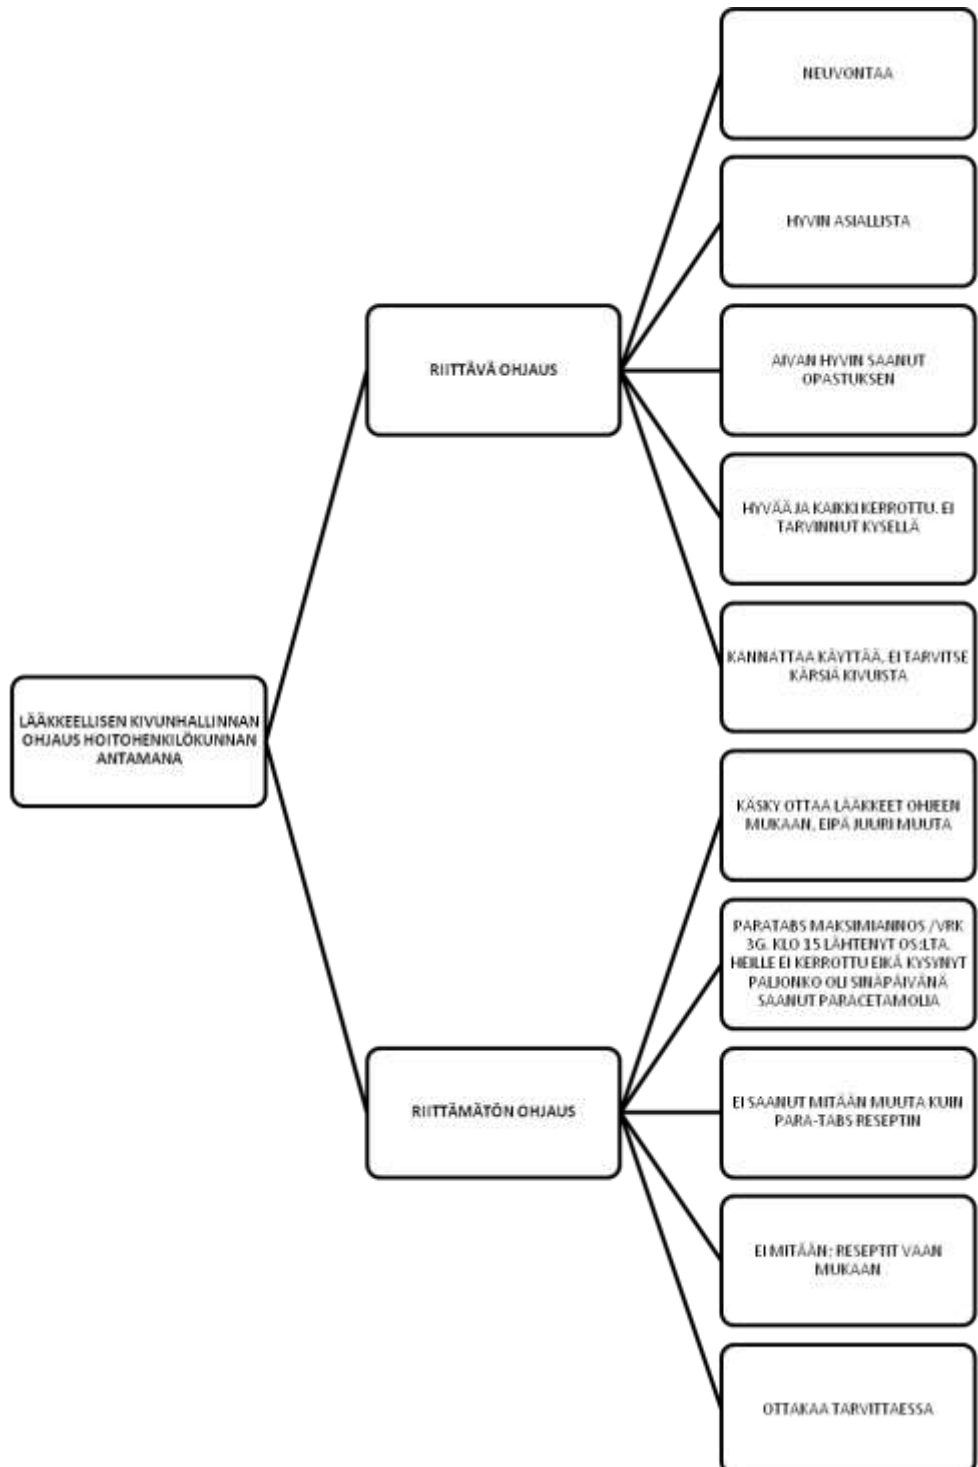 NEUVONTAA
HYVIN ASIALLISTA
AIVAN HYVIN SAANUT
OPASTUKSEN
RIITTÄVÄ OHJAUS
HYVÄÄ JA KAIKKI KERROTTU. EI
TARVINNUT KYSELLÄ
KANNATTAA KÄYTTÄÄ. EI TARVITSE
KÄRSIÄ KIVUISTA
LÄÄKKEELLISEN KIVUNHALLINNAN
OHJAUS HOITOHENKILÖKUNNAN
ANTAMANA
KÄSKY OTTAA LÄÄKKEET OHJEEN
MUKAAN, EIPÄ JUURI MUUTA
PARATABS MAKSIMIANNOS /VRK
3G. KLO 15 LÄHTENYT OS:LTA.
HEILLE EI KERROTTU EIKÄ KYSYNYT
PALJONKO OLI SINÄPÄIVÄNÄ
SAANUT PARACETAMOLIA
RIITTÄMÄTÖN OHJAUS
EI SAANUT MITÄÄN MUUTA KUIN
PARA-TABS RESEPTIN
EI MITÄÄN; RESEPTIT VAAN
MUKAAN
OTTAKAA TARVITTAESSA